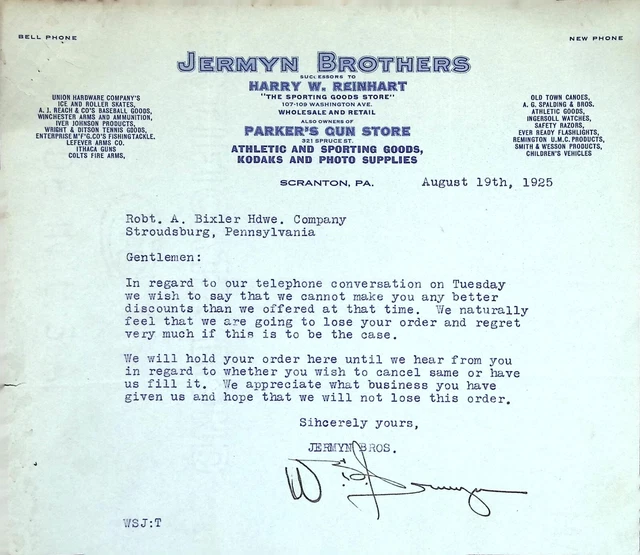 BELL PHONE
NEW PHONE
JERMYN BROTHERS
SUCCESSORS TO
HARRY W. REINHART
"THE SPORTING GOODS STORE"
107-109 WASHINGTON AVE.
WHOLESALE AND RETAIL
ALSO OWNERS OF
PARKER'S GUN STORE
321 SPRUCE ST.
ATHLETIC AND SPORTING GOODS,
KODAKS AND PHOTO SUPPLIES
UNION HARDWARE COMPANY'S
ICE AND ROLLER SKATES,
A. J. REACH & CO'S BASEBALL GOODS,
WINCHESTER ARMS AND AMMUNITION,
IVER JOHNSON PRODUCTS,
WRIGHT & DITSON TENNIS GOODS,
ENTERPRISE M'F'G.CO'S FISHINGTACKLE,
LEFEVER ARMS CO.
ITHACA GUNS
COLTS FIRE ARMS,
OLD TOWN CANOES,
A. G. SPALDING & BROS.
ATHLETIC GOODS,
INGERSOLL WATCHES,
SAFETY RAZORS,
EVER READY FLASHLIGHTS,
REMINGTON U.M.C. PRODUCTS,
SMITH & WESSON PRODUCTS,
CHILDREN'S VEHICLES
SCRANTON, PA. August 19th, 1925
Robt. A. Bixler Hdwe. Company
Stroudsburg, Pennsylvania
Gentlemen:
In regard to our telephone conversation on Tuesday
we wish to say that we cannot make you any better
discounts than we offered at that time. We naturally
feel that we are going to lose your order and regret
very much if this is to be the case.
We will hold your order here until we hear from you
in regard to whether you wish to cancel same or have
us fill it. We appreciate what business you have
given us and hope that we will not lose this order.
Sihcerely yours,
JERMYN BROS.
W. S. Jermyn
WSJ:T